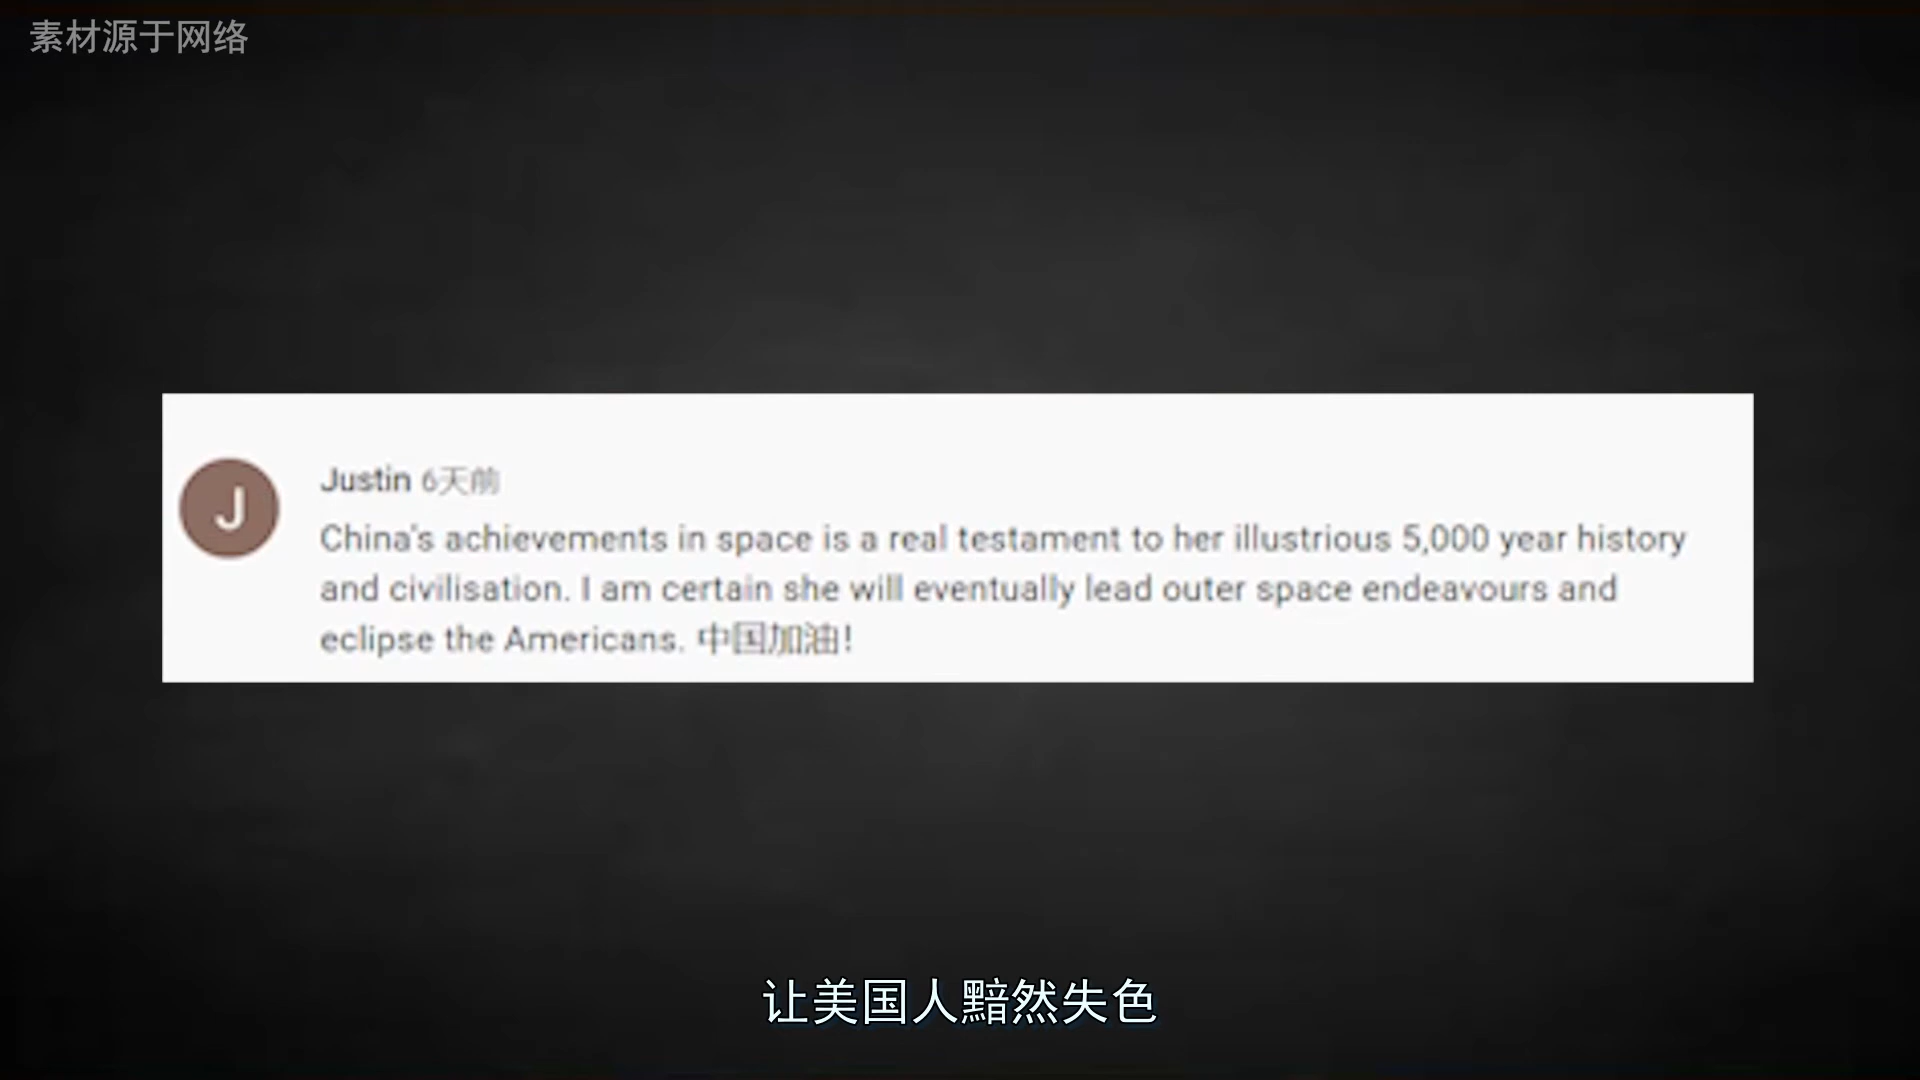 素材源于网络
Justin 6天前
China's achievements in space is a real testament to her illustrious 5,000 year history
and civilisation. I am certain she will eventually lead outer space endeavours and
eclipse the Americans. 中国加油!
让美国人黯然失色